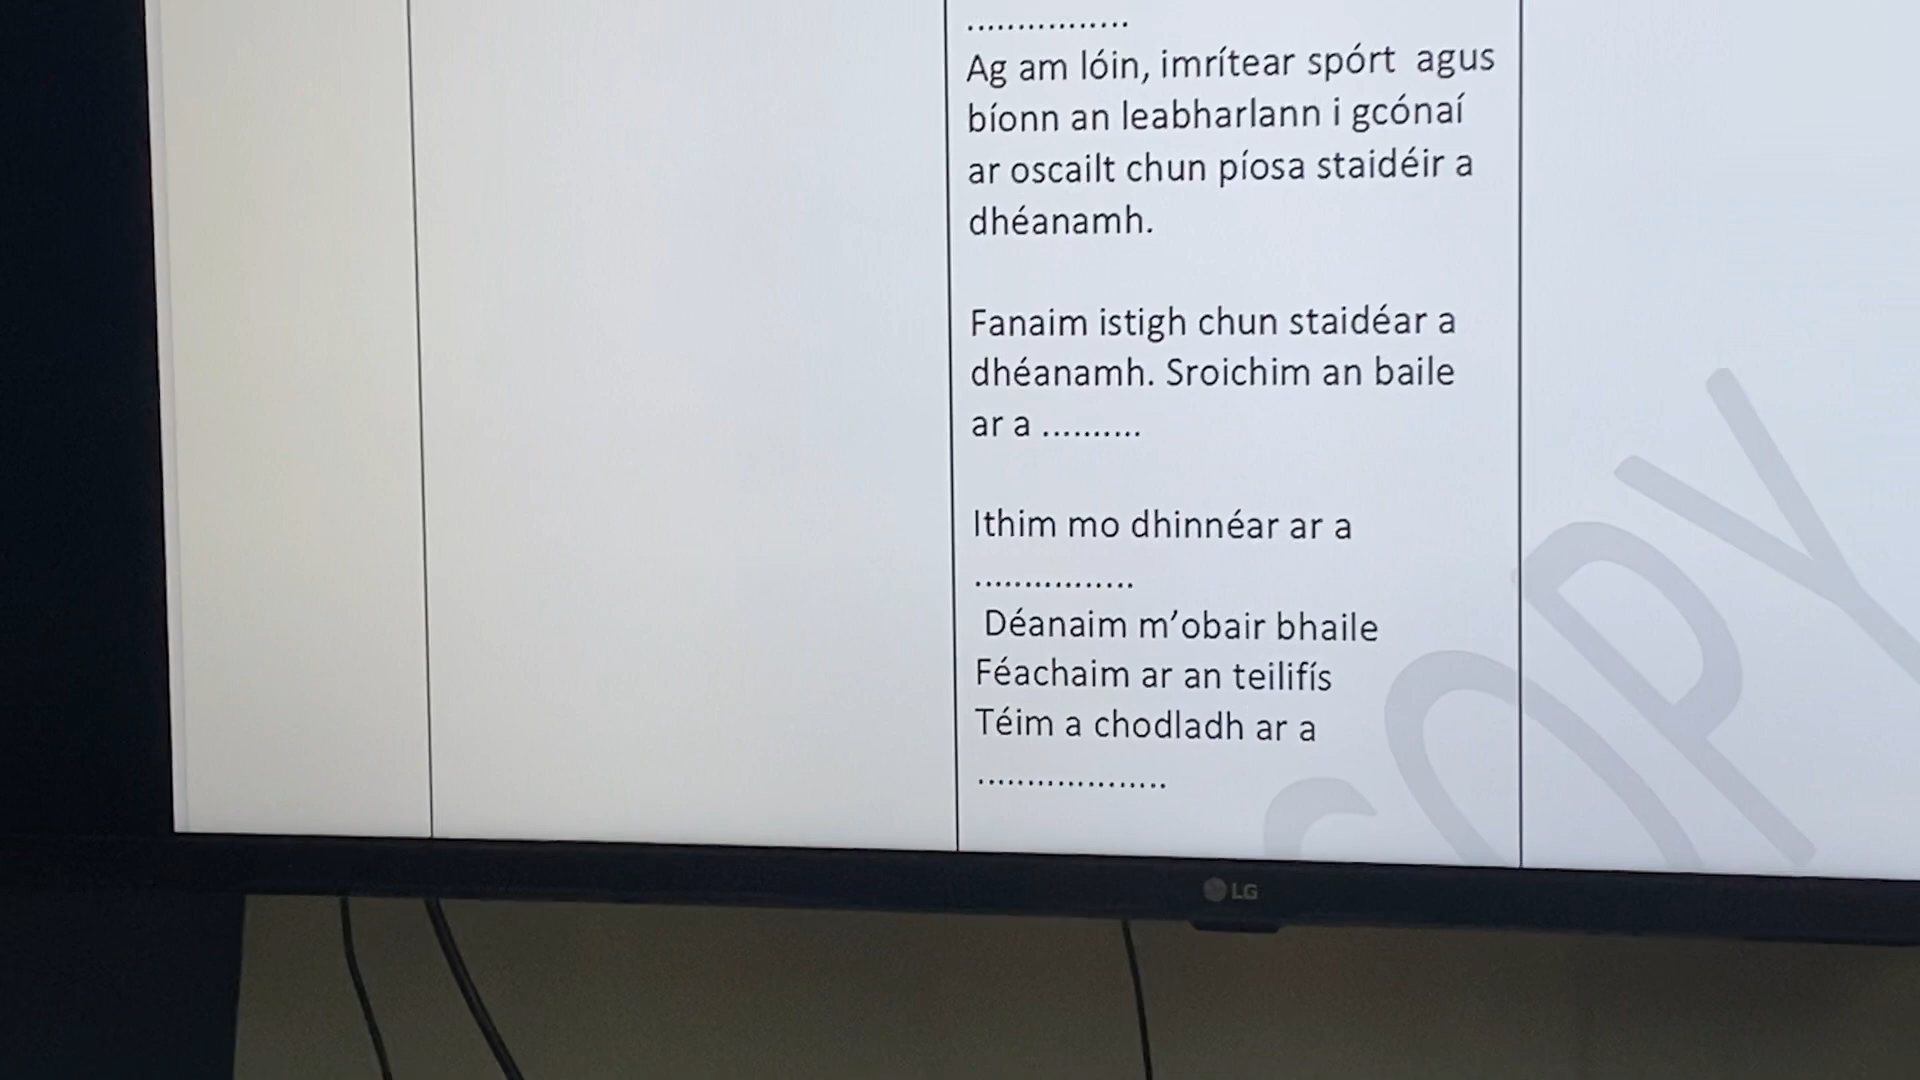 ................
Ag am lóin, imrítear spórt agus
bíonn an leabharlann i gcónaí
ar oscailt chun píosa staidéir a
dhéanamh.
Fanaim istigh chun staidéar a
dhéanamh. Sroichim an baile
ar a ..........
Ithim mo dhinnéar ar a
................
Déanaim m’obair bhaile
Féachaim ar an teilifís
Téim a chodladh ar a
...................
COPY
LG